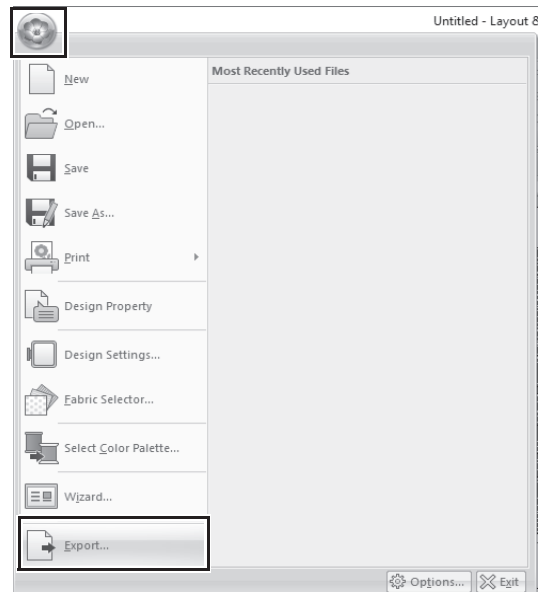 Untitled - Layout &
New
Most Recently Used Files
Open...
Save
Save As...
Print
Design Property
Design Settings...
Fabric Selector...
Select Color Palette...
Wizard...
Export...
Options...
Exit